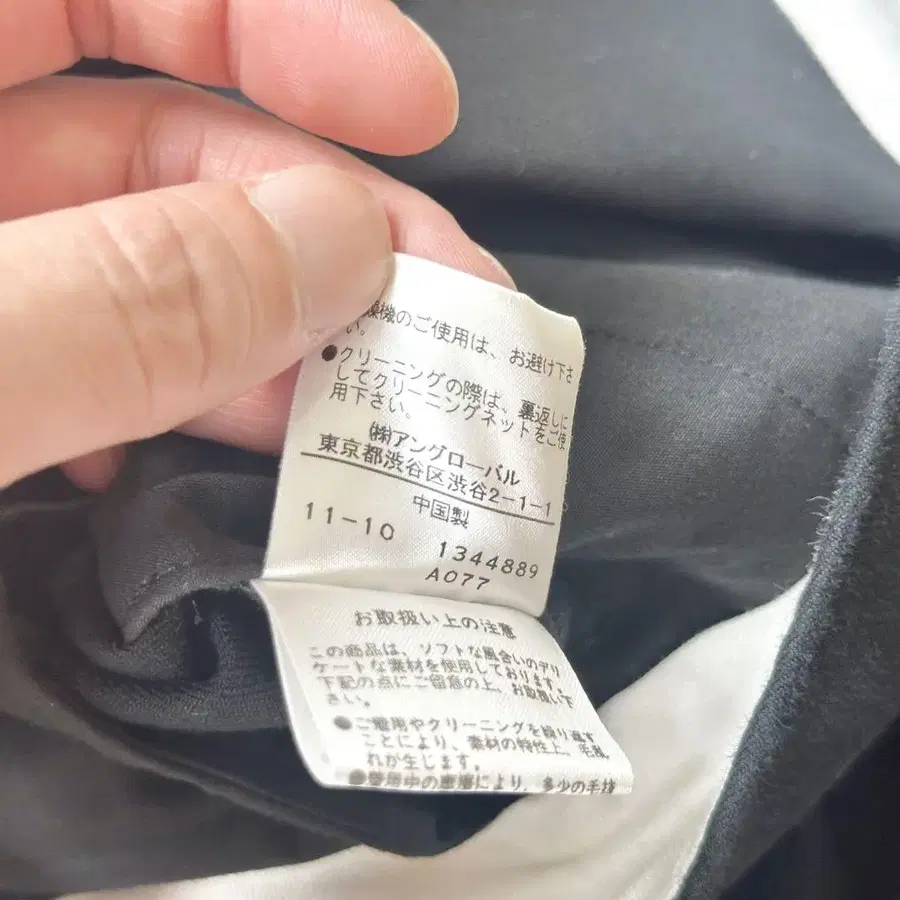 燥機のご使用は、お避け下さ
い。
●クリーニングの際は、裏返しに
してクリーニングネットをご使
用下さい。
㈱アングローバル
東京都渋谷区渋谷2-1-1
中国製
11-10 1344889
A077
お取扱い上の注意
この商品は、ソフトな風合いのデリ
ケートな素材を使用しております。
下記の点にご留意の上、お取扱い下
さい。
●ご着用やクリーニングを繰り返す
ことにより、素材の特性上、毛
れが生じます。
●着用中の摩擦により、多少の毛